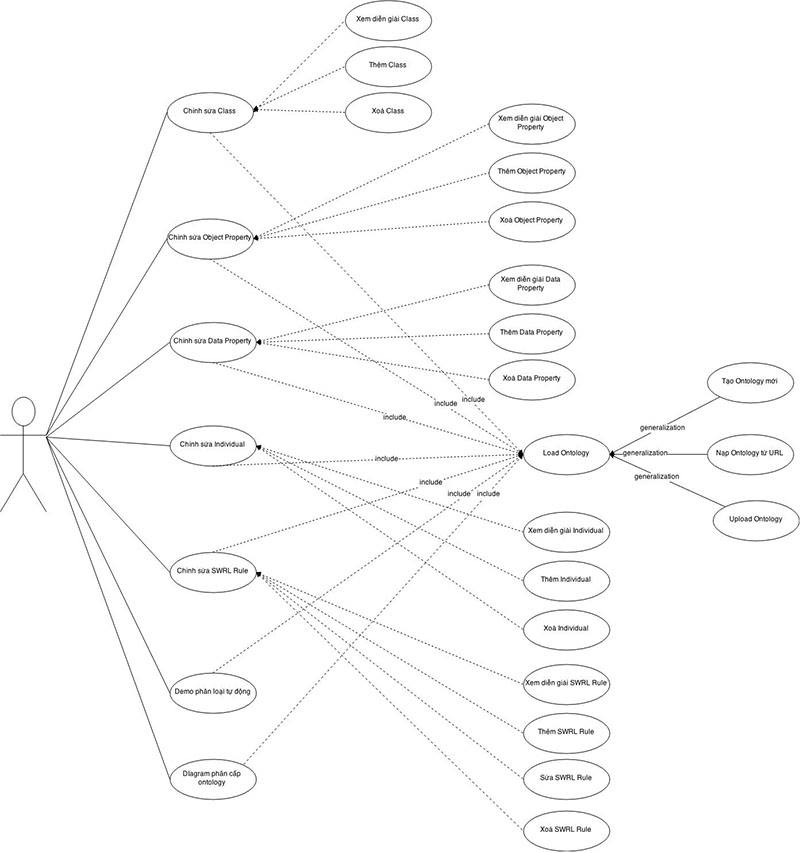 Xem diễn giải Class
Thêm Class
Xoá Class
Chỉnh sửa Class
Xem diễn giải Object
Property
Thêm Object Property
Xoá Object Property
Chỉnh sửa Object Property
Xem diễn giải Data
Property
Thêm Data Property
Xoá Data Property
Chỉnh sửa Data Property
include
include
include
Tạo Ontology mới
generalization
Chỉnh sửa Individual
include
Load Ontology
generalization
Nạp Ontology từ URL
generalization
include
include
include
Upload Ontology
Xem diễn giải Individual
Thêm Individual
Xoá Individual
Chỉnh sửa SWRL Rule
Xem diễn giải SWRL Rule
Thêm SWRL Rule
Sửa SWRL Rule
Xoá SWRL Rule
Demo phân loại tự động
Diagram phân cấp
ontology